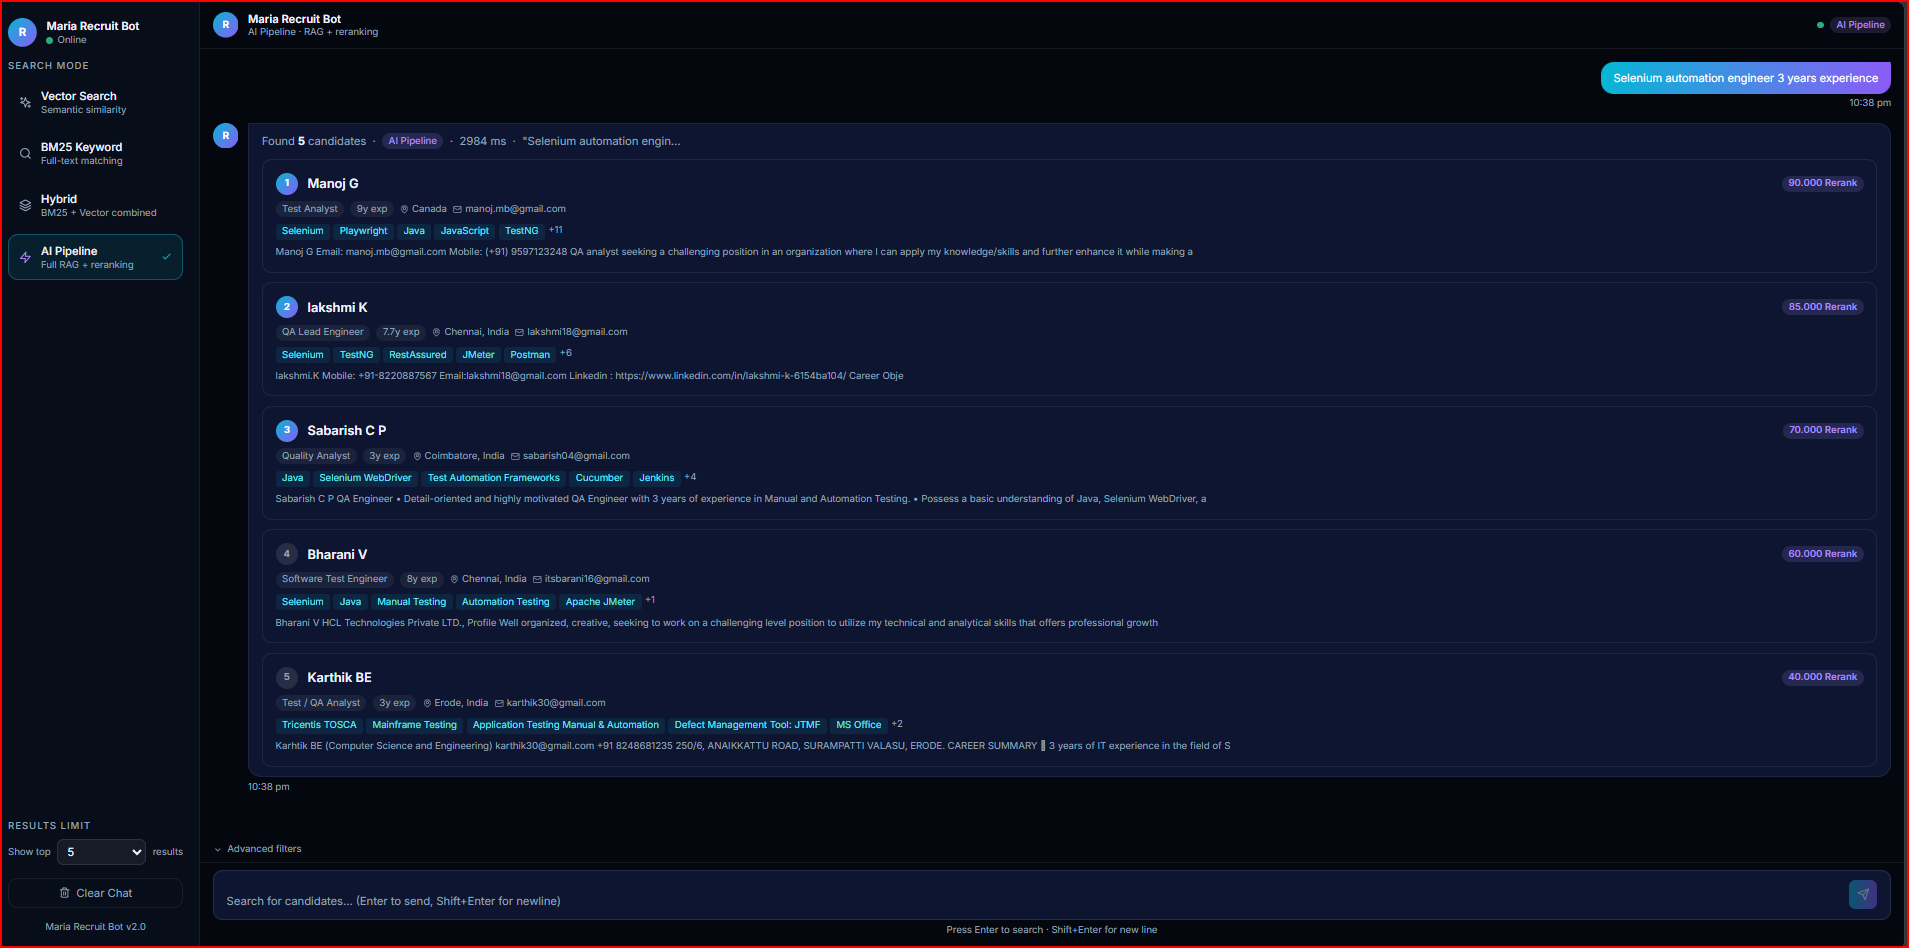 Maria Recruit Bot
Online
SEARCH MODE
Vector Search
Semantic similarity
BM25 Keyword
Full-text matching
Hybrid
BM25 + Vector combined
AI Pipeline
Full RAG + reranking
RESULTS LIMIT
Show top 5 results
Clear Chat
Maria Recruit Bot v2.0
R Maria Recruit Bot
AI Pipeline · RAG + reranking
AI Pipeline
Selenium automation engineer 3 years experience
10:38 pm
R
Found 5 candidates · AI Pipeline · 2984 ms · "Selenium automation engin...
1 Manoj G 90.000 Rerank
Test Analyst 9y exp Canada manoj.mb@gmail.com
Selenium Playwright Java JavaScript TestNG +11
Manoj G Email: manoj.mb@gmail.com Mobile: (+91) 9597123248 QA analyst seeking a challenging position in an organization where I can apply my knowledge/skills and further enhance it while making a
2 lakshmi K 85.000 Rerank
QA Lead Engineer 7.7y exp Chennai, India lakshmi18@gmail.com
Selenium TestNG RestAssured JMeter Postman +6
lakshmi.K Mobile: +91-8220887567 Email:lakshmi18@gmail.com Linkedin : https://www.linkedin.com/in/lakshmi-k-6154ba104/ Career Obje
3 Sabarish C P 70.000 Rerank
Quality Analyst 3y exp Coimbatore, India sabarish04@gmail.com
Java Selenium WebDriver Test Automation Frameworks Cucumber Jenkins +4
Sabarish C P QA Engineer • Detail-oriented and highly motivated QA Engineer with 3 years of experience in Manual and Automation Testing. • Possess a basic understanding of Java, Selenium WebDriver, a
4 Bharani V 60.000 Rerank
Software Test Engineer 8y exp Chennai, India itsbarani16@gmail.com
Selenium Java Manual Testing Automation Testing Apache JMeter +1
Bharani V HCL Technologies Private LTD., Profile Well organized, creative, seeking to work on a challenging level position to utilize my technical and analytical skills that offers professional growth
5 Karthik BE 40.000 Rerank
Test / QA Analyst 3y exp Erode, India karthik30@gmail.com
Tricentis TOSCA Mainframe Testing Application Testing Manual & Automation Defect Management Tool: JTMF MS Office +2
Karhtik BE (Computer Science and Engineering) karthik30@gmail.com +91 8248681235 250/6, ANAIKKATTU ROAD, SURAMPATTI VALASU, ERODE. CAREER SUMMARY 3 years of IT experience in the field of S
10:38 pm
Advanced filters
Search for candidates... (Enter to send, Shift+Enter for newline)
Press Enter to search · Shift+Enter for new line